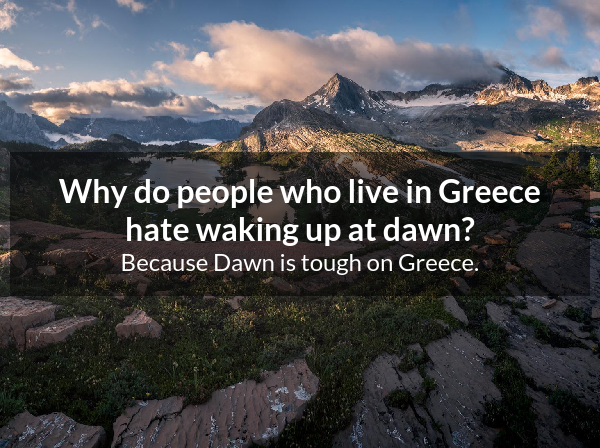 Why do people who live in Greece
hate waking up at dawn?
Because Dawn is tough on Greece.